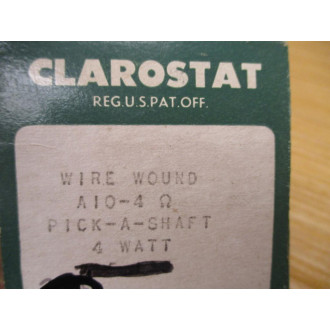 CLAROSTAT
REG.U.S.PAT.OFF.
WIRE WOUND
A10-4 Ω
PICK-A-SHAFT
4 WATT